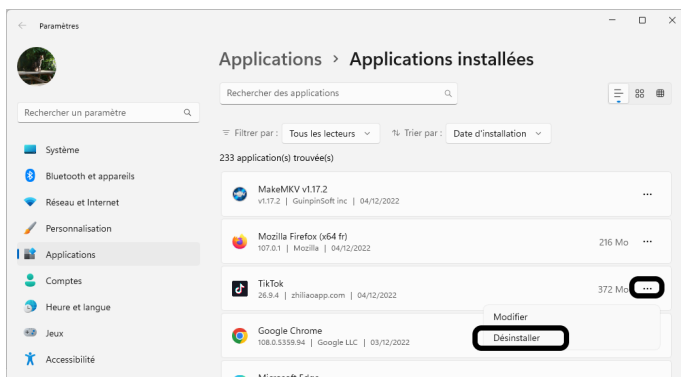 Paramètres
Applications > Applications installées
Rechercher des applications
Rechercher un paramètre
Filtrer par : Tous les lecteurs Trier par : Date d'installation
233 application(s) trouvée(s)
Système
Bluetooth et appareils
Réseau et Internet
Personnalisation
Applications
Comptes
Heure et langue
Jeux
Accessibilité
MakeMKV v1.17.2
v1.17.2 | GuinpinSoft inc | 04/12/2022
Mozilla Firefox (x64 fr)
107.0.1 | Mozilla | 04/12/2022
216 Mo
TikTok
26.9.4 | zhiliaoapp.com | 04/12/2022
372 Mo
Modifier
Désinstaller
Google Chrome
108.0.5359.94 | Google LLC | 03/12/2022
Microsoft Edge